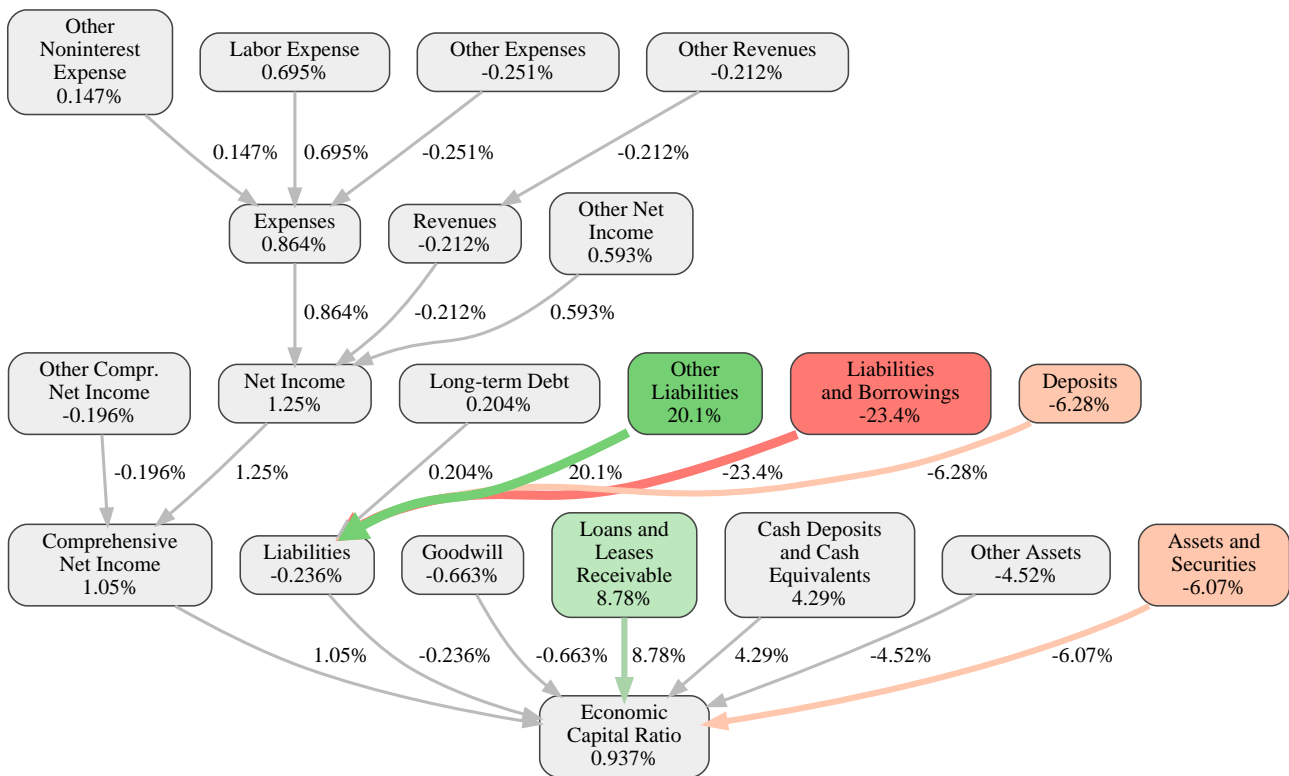 Other
Noninterest
Expense
0.147%
Labor Expense
0.695%
Other Expenses
-0.251%
Other Revenues
-0.212%
0.147%
0.695%
-0.251%
-0.212%
Expenses
0.864%
Revenues
-0.212%
Other Net
Income
0.593%
0.864%
-0.212%
0.593%
Other Compr.
Net Income
-0.196%
Net Income
1.25%
Long-term Debt
0.204%
Other
Liabilities
20.1%
Liabilities
and Borrowings
-23.4%
Deposits
-6.28%
-0.196%
1.25%
0.204%
20.1%
-23.4%
-6.28%
Comprehensive
Net Income
1.05%
Liabilities
-0.236%
Goodwill
-0.663%
Loans and
Leases
Receivable
8.78%
Cash Deposits
and Cash
Equivalents
4.29%
Other Assets
-4.52%
Assets and
Securities
-6.07%
1.05%
-0.236%
-0.663%
8.78%
4.29%
-4.52%
-6.07%
Economic
Capital Ratio
0.937%